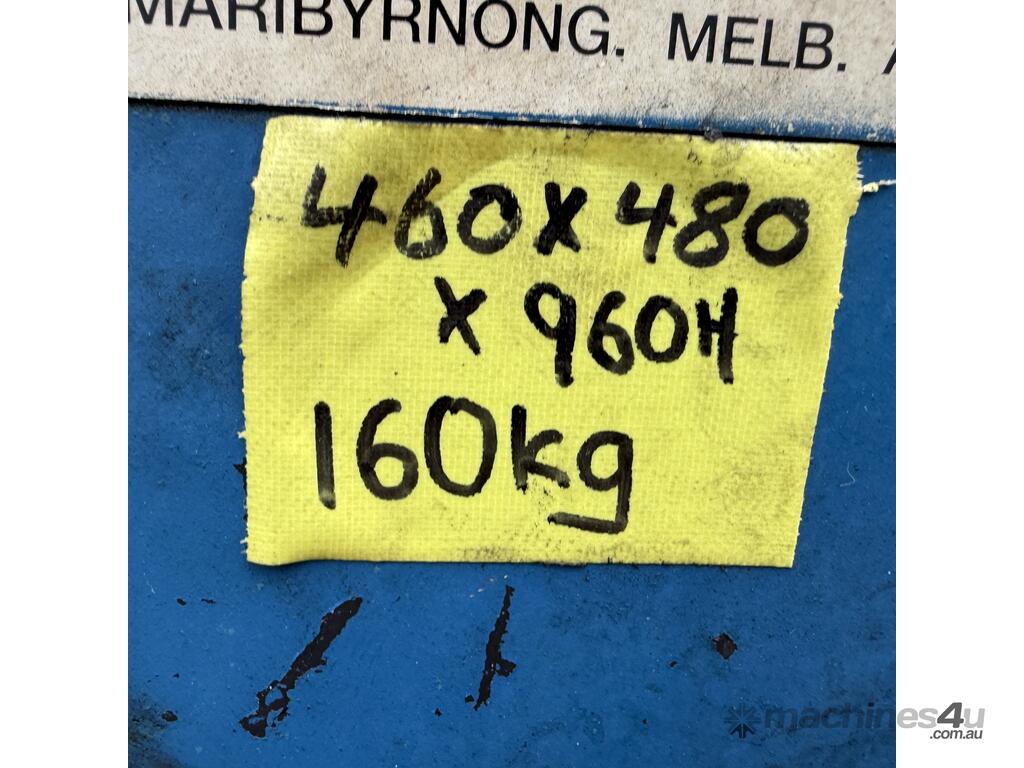 MARIBYRNONG. MELB.
460x480
x 960H
160kg
machines4u
.com.au